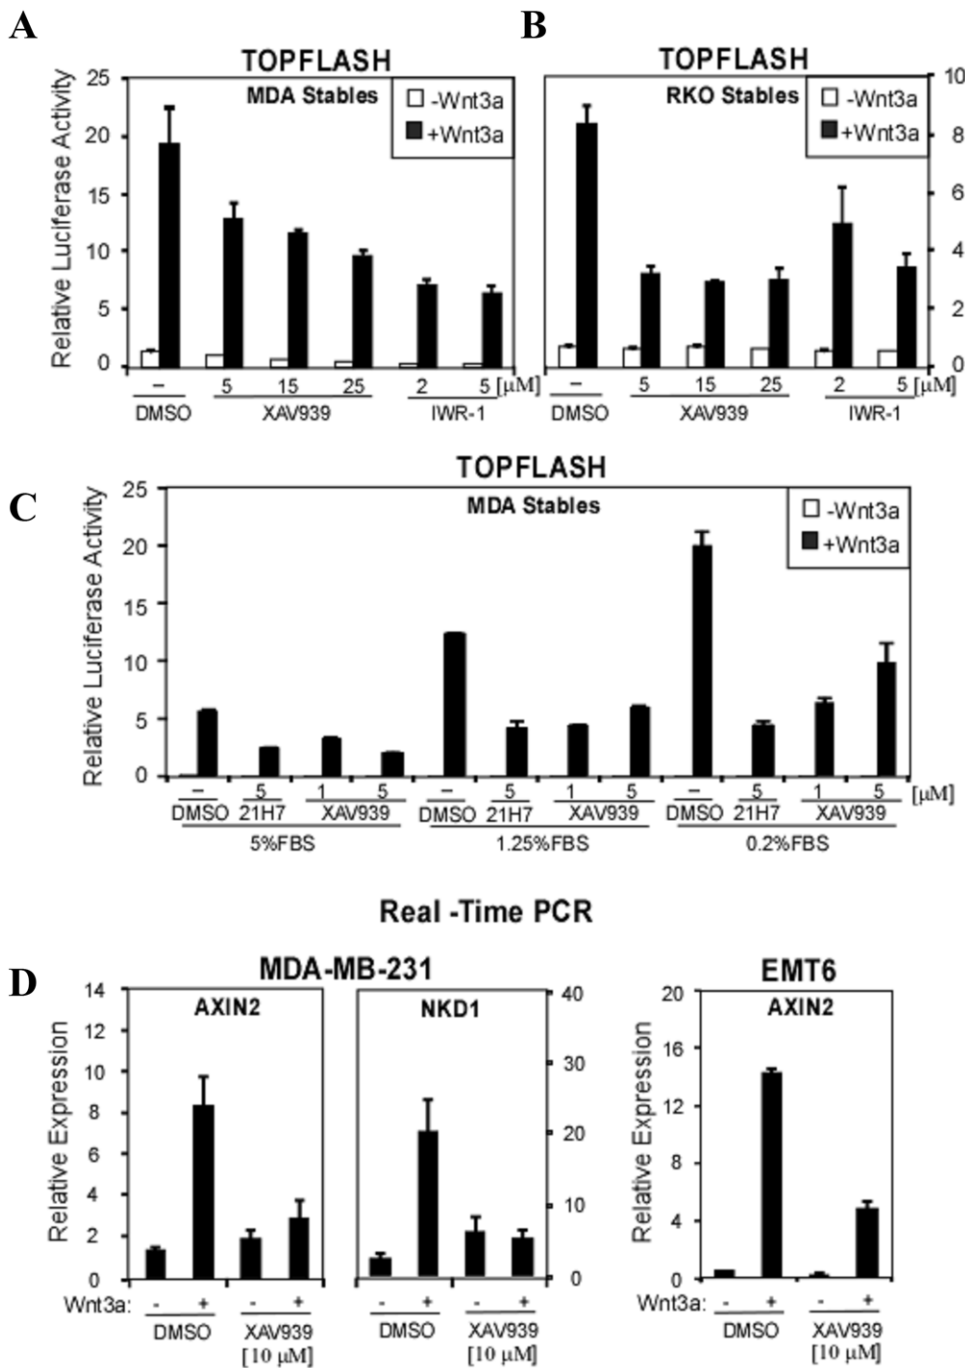 A
B
TOPFLASH
TOPFLASH
MDA Stables
-Wnt3a
+Wnt3a
RKO Stables
-Wnt3a
+Wnt3a
Relative Luciferase Activity
25
20
15
10
5
0
10
8
6
4
2
0
– 5 15 25 2 5 [µM]
DMSO XAV939 IWR-1
– 5 15 25 2 5 [µM]
DMSO XAV939 IWR-1
C
TOPFLASH
MDA Stables
-Wnt3a
+Wnt3a
Relative Luciferase Activity
25
20
15
10
5
0
– 5 1 5 – 5 1 5 – 5 1 5 [µM]
DMSO 21H7 XAV939 DMSO 21H7 XAV939 DMSO 21H7 XAV939
5%FBS 1.25%FBS 0.2%FBS
Real -Time PCR
D
MDA-MB-231
EMT6
AXIN2
NKD1
AXIN2
Relative Expression
14
12
10
8
6
4
2
0
40
30
20
10
0
Relative Expression
20
16
12
8
4
0
Wnt3a: - + - + - + - +
DMSO XAV939 DMSO XAV939
[10 µM] [10 µM]
Wnt3a: - + - +
DMSO XAV939
[10 µM]